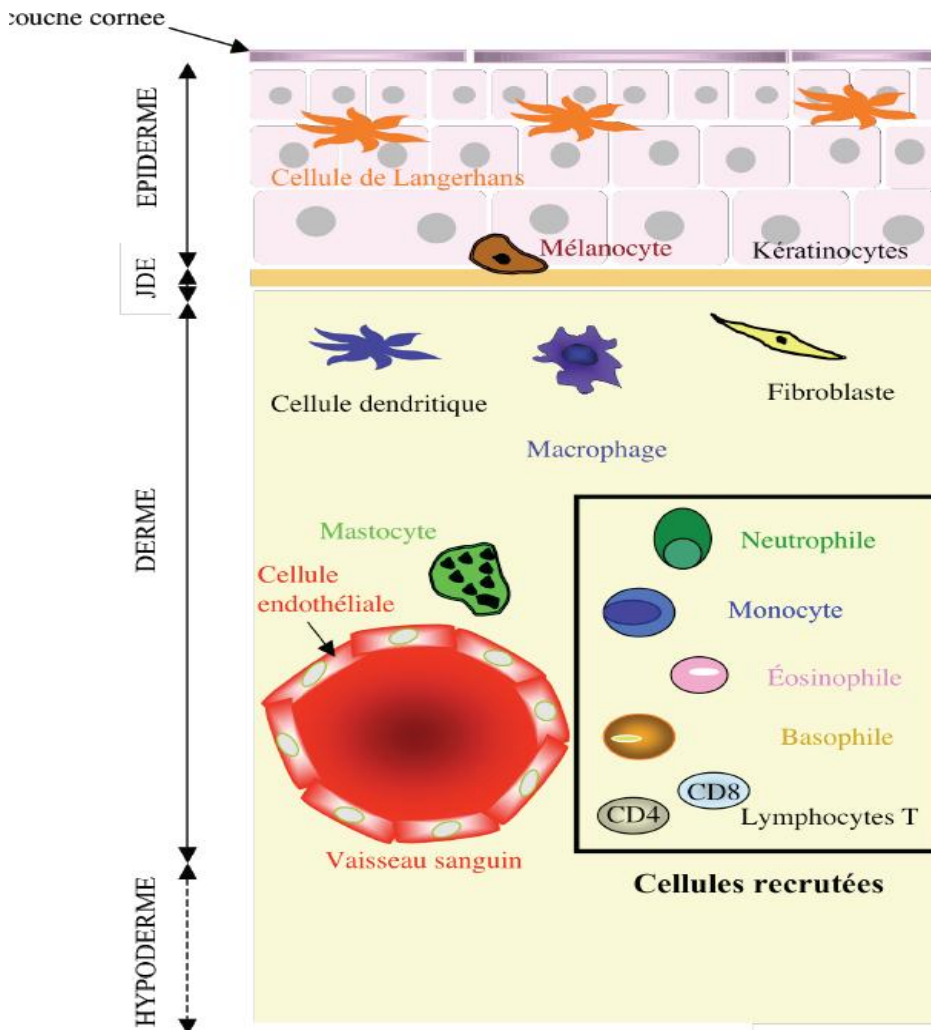 couche cornee
EPIDERME
Cellule de Langerhans
Mélanocyte
Kératinocytes
JDE
Cellule dendritique
Fibroblaste
Macrophage
DERME
Mastocyte
Neutrophile
Cellule
endothéliale
Monocyte
Éosinophile
Basophile
CD8
CD4
Lymphocytes T
Vaisseau sanguin
Cellules recrutées
HYPODERME